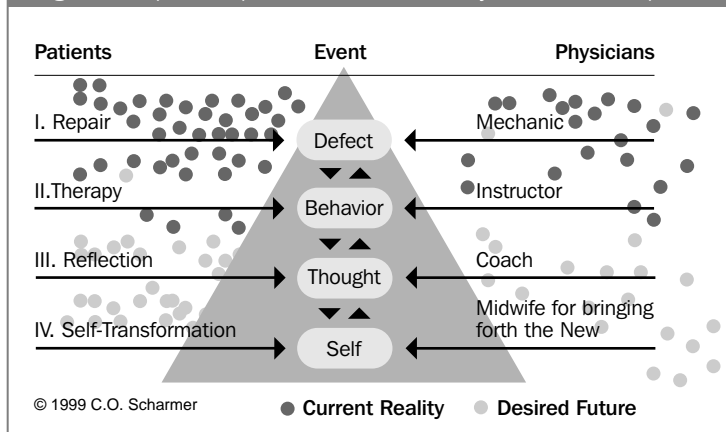 Patients Event Physicians
I. Repair Defect Mechanic
II.Therapy Behavior Instructor
III. Reflection Thought Coach
IV. Self-Transformation Self Midwife for bringing
forth the New
© 1999 C.O. Scharmer Current Reality Desired Future